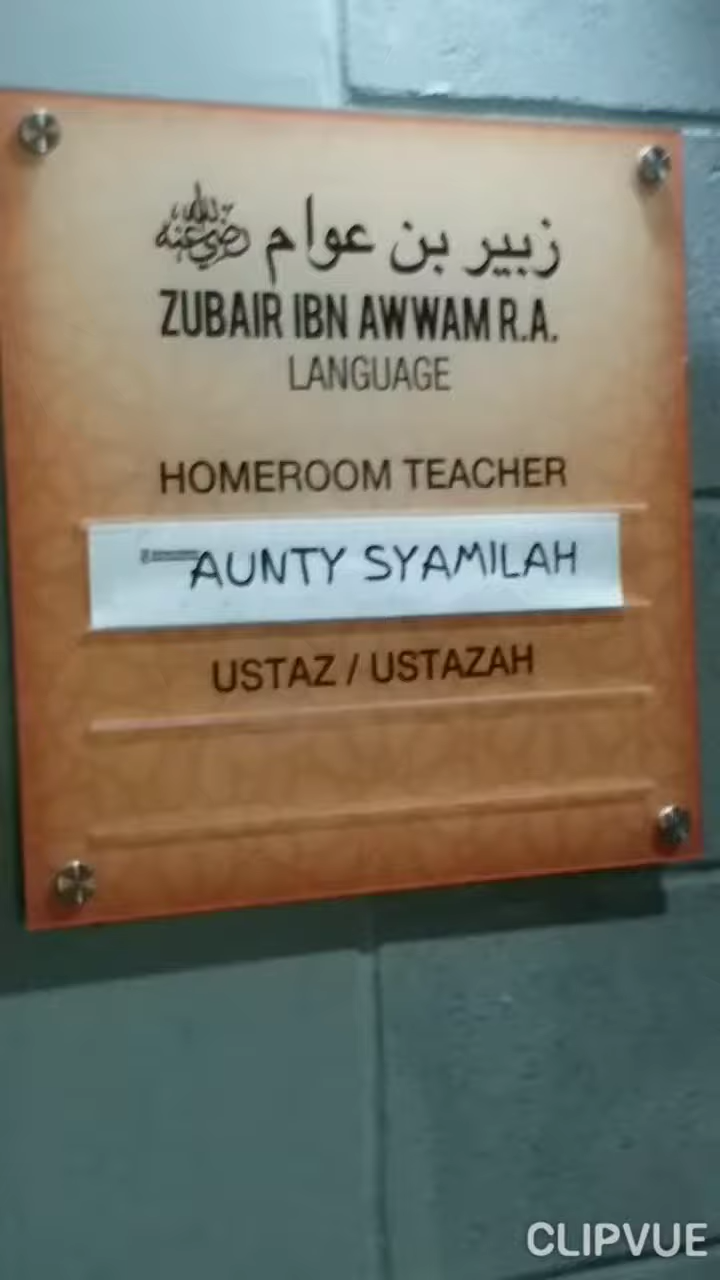 زبير بن عوام رضي الله عنه
ZUBAIR IBN AWWAM R.A.
LANGUAGE
HOMEROOM TEACHER
AUNTY SYAMILAH
USTAZ / USTAZAH
CLIPVUE